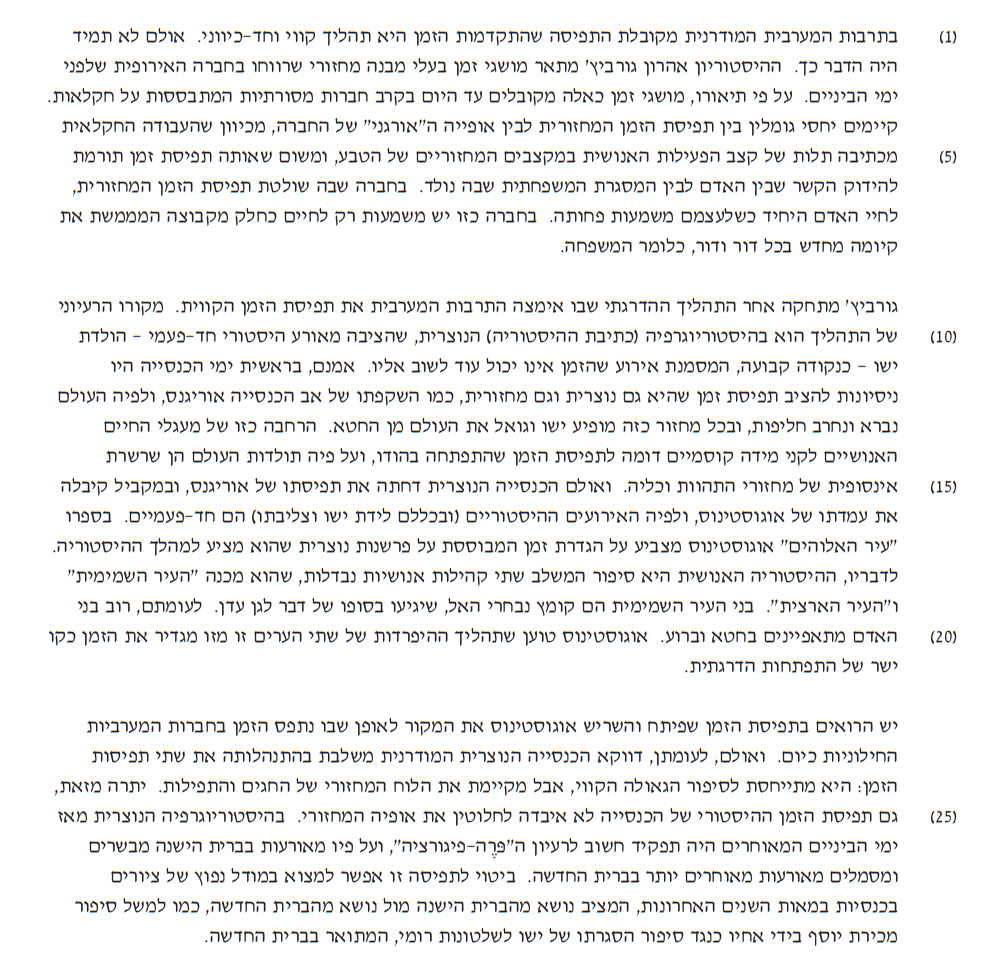 (1) בתרבות המערבית המודרנית מקובלת התפיסה שהתקדמות הזמן היא תהליך קווי וחד-כיווני. אולם לא תמיד
היה הדבר כך. ההיסטוריון אהרון גורביץ' מתאר מושגי זמן בעלי מבנה מחזורי שרווחו בחברה האירופית שלפני
ימי הביניים. על פי תיאורו, מושגי זמן כאלה מקובלים עד היום בקרב חברות מסורתיות המתבססות על חקלאות.
קיימים יחסי גומלין בין תפיסת הזמן המחזורית לבין אופייה ה"אורגני" של החברה, מכיוון שהעבודה החקלאית
(5) מכתיבה תלות של קצב הפעילות האנושית במקצבים המחזוריים של הטבע, ומשום שאותה תפיסת זמן תורמת
להידוק הקשר שבין האדם לבין המסגרת המשפחתית שבה נולד. בחברה שבה שולטת תפיסת הזמן המחזורית,
לחיי האדם היחיד כשלעצמם משמעות פחותה. בחברה כזו יש משמעות רק לחיים כחלק מקבוצה המממשת את
קיומה מחדש בכל דור ודור, כלומר המשפחה.
גורביץ' מתחקה אחר התהליך ההדרגתי שבו אימצה התרבות המערבית את תפיסת הזמן הקווית. מקורו הרעיוני
(10) של התהליך הוא בהיסטוריוגרפיה (כתיבת ההיסטוריה) הנוצרית, שהציבה מאורע היסטורי חד-פעמי - הולדת
ישו - כנקודה קבועה, המסמנת אירוע שהזמן אינו יכול עוד לשוב אליו. אמנם, בראשית ימי הכנסייה היו
ניסיונות להציב תפיסת זמן שהיא גם נוצרית וגם מחזורית, כמו השקפתו של אב הכנסייה אוריגנס, ולפיה העולם
נברא ונחרב חליפות, ובכל מחזור כזה מופיע ישו וגואל את העולם מן החטא. הרחבה כזו של מעגלי החיים
האנושיים לקני מידה קוסמיים דומה לתפיסת הזמן שהתפתחה בהודו, ועל פיה תולדות העולם הן שרשרת
(15) אינסופית של מחזורי התהוות וכליה. ואולם הכנסייה הנוצרית דחתה את תפיסתו של אוריגנס, ובמקביל קיבלה
את עמדתו של אוגוסטינוס, ולפיה האירועים ההיסטוריים (ובכללם לידת ישו וצליבתו) הם חד-פעמיים. בספרו
"עיר האלוהים" אוגוסטינוס מצביע על הגדרת זמן המבוססת על פרשנות נוצרית שהוא מציע למהלך ההיסטוריה.
לדבריו, ההיסטוריה האנושית היא סיפור המשלב שתי קהילות אנושיות נבדלות, שהוא מכנה "העיר השמימית"
ו"העיר הארצית". בני העיר השמימית הם קומץ נבחרי האל, שיגיעו בסופו של דבר לגן עדן. לעומתם, רוב בני
(20) האדם מתאפיינים בחטא וברוע. אוגוסטינוס טוען שתהליך ההיפרדות של שתי הערים זו מזו מגדיר את הזמן כקו
ישר של התפתחות הדרגתית.
יש הרואים בתפיסת הזמן שפיתח והשריש אוגוסטינוס את המקור לאופן שבו נתפס הזמן בחברות המערביות
החילוניות כיום. ואולם, לעומתן, דווקא הכנסייה הנוצרית המודרנית משלבת בהתנהלותה את שתי תפיסות
הזמן: היא מתייחסת לסיפור הגאולה הקווי, אבל מקיימת את הלוח המחזורי של החגים והתפילות. יתרה מזאת,
(25) גם תפיסת הזמן ההיסטורי של הכנסייה לא איבדה לחלוטין את אופיה המחזורי. בהיסטוריוגרפיה הנוצרית מאז
ימי הביניים המאוחרים היה תפקיד חשוב לרעיון ה"פְּרֶה-פיגורציה", ועל פיו מאורעות בברית הישנה מבשרים
ומסמלים מאורעות מאוחרים יותר בברית החדשה. ביטוי לתפיסה זו אפשר למצוא במודל נפוץ של ציורים
בכנסיות במאות השנים האחרונות, המציב נושא מהברית הישנה מול נושא מהברית החדשה, כמו למשל סיפור
מכירת יוסף בידי אחיו כנגד סיפור הסגרתו של ישו לשלטונות רומי, המתואר בברית החדשה.